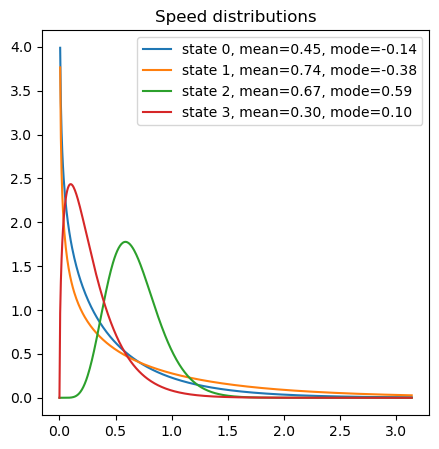 Speed distributions
state 0, mean=0.45, mode=-0.14
state 1, mean=0.74, mode=-0.38
state 2, mean=0.67, mode=0.59
state 3, mean=0.30, mode=0.10
4.0
3.5
3.0
2.5
2.0
1.5
1.0
0.5
0.0
0.0 0.5 1.0 1.5 2.0 2.5 3.0